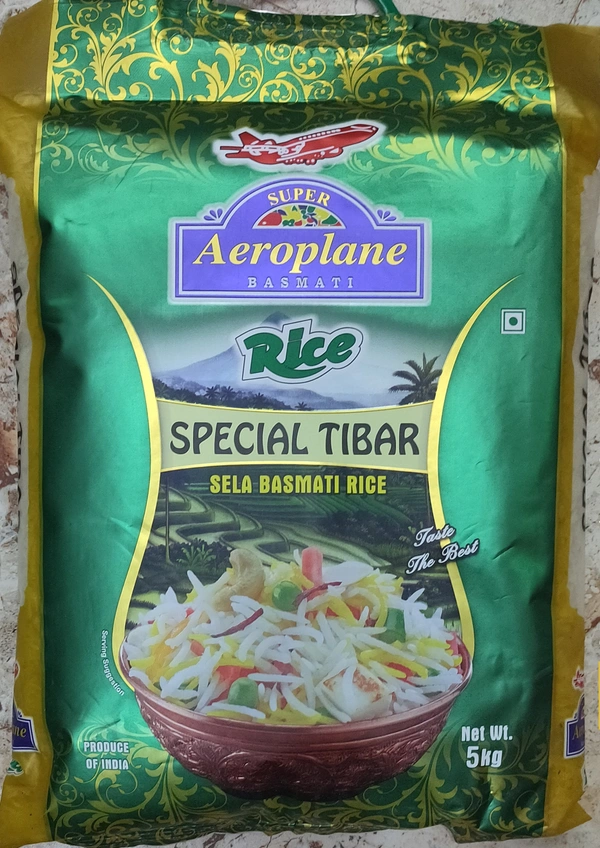 SUPER
Aeroplane
BASMATI
Rice
SPECIAL TIBAR
SELA BASMATI RICE
Taste
The Best
Serving Suggestion
PRODUCE
OF INDIA
Net Wt.
5kg